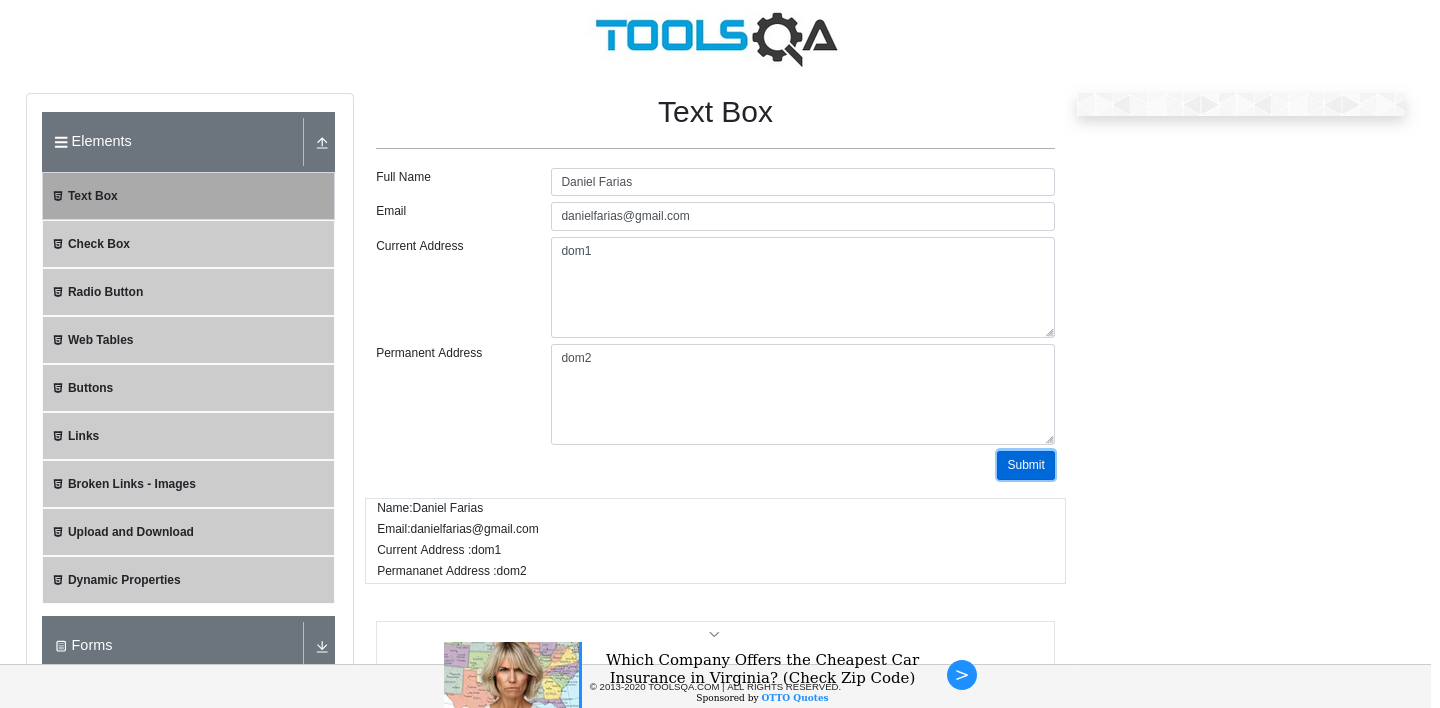 TOOLSQA
Elements
Text Box
Check Box
Radio Button
Web Tables
Buttons
Links
Broken Links - Images
Upload and Download
Dynamic Properties
Forms
Text Box
Full Name
Daniel Farias
Email
danielfarias@gmail.com
Current Address
dom1
Permanent Address
dom2
Submit
Name:Daniel Farias
Email:danielfarias@gmail.com
Current Address :dom1
Permananet Address :dom2
Which Company Offers the Cheapest Car
Insurance in Virginia? (Check Zip Code)
© 2013-2020 TOOLSQA.COM | ALL RIGHTS RESERVED.
Sponsored by OTTO Quotes
>